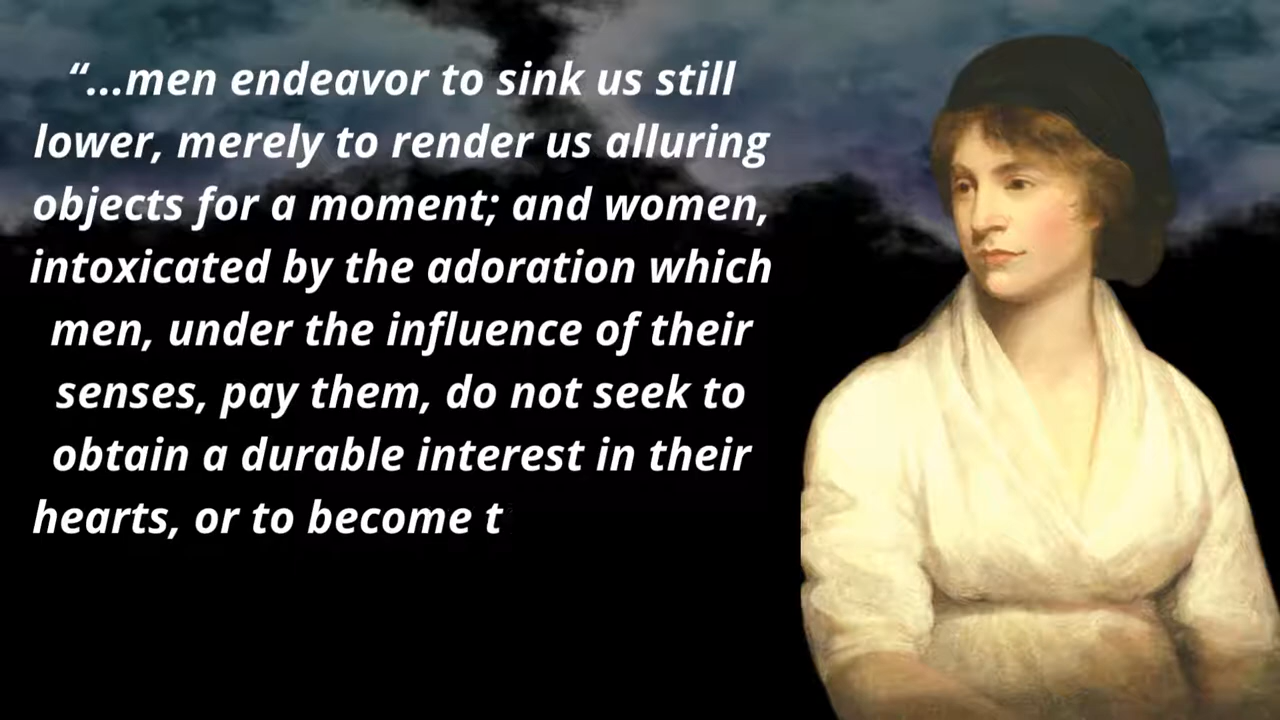 “...men endeavor to sink us still
lower, merely to render us alluring
objects for a moment; and women,
intoxicated by the adoration which
men, under the influence of their
senses, pay them, do not seek to
obtain a durable interest in their
hearts, or to become t